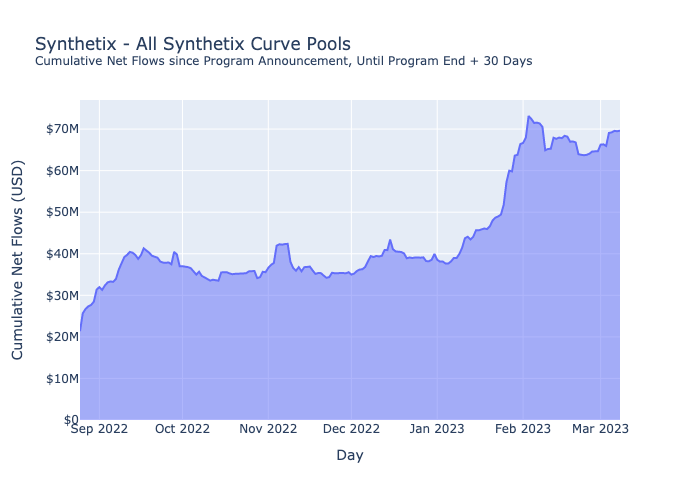 Synthetix - All Synthetix Curve Pools
Cumulative Net Flows since Program Announcement, Until Program End + 30 Days
Cumulative Net Flows (USD)
$70M
$60M
$50M
$40M
$30M
$20M
$10M
$0
Sep 2022 Oct 2022 Nov 2022 Dec 2022 Jan 2023 Feb 2023 Mar 2023
Day